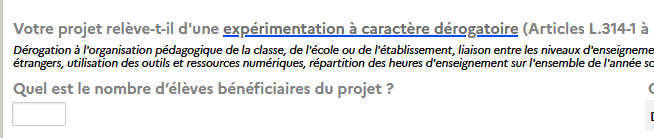 Votre projet relève-t-il d'une expérimentation à caractère dérogatoire (Articles L.314-1 à
Dérogation à l'organisation pédagogique de la classe, de l'école ou de l'établissement, liaison entre les niveaux d'enseigneme
étrangers, utilisation des outils et ressources numériques, répartition des heures d'enseignement sur l'ensemble de l'année sc
Quel est le nombre d'élèves bénéficiaires du projet ?